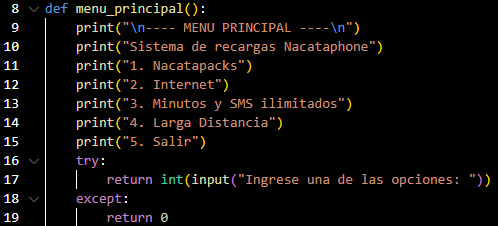 8 def menu_principal():
9     print("\n---- MENU PRINCIPAL ----\n")
10     print("Sistema de recargas Nacataphone")
11     print("1. Nacatapacks")
12     print("2. Internet")
13     print("3. Minutos y SMS ilimitados")
14     print("4. Larga Distancia")
15     print("5. Salir")
16     try:
17         return int(input("Ingrese una de las opciones: "))
18     except:
19         return 0